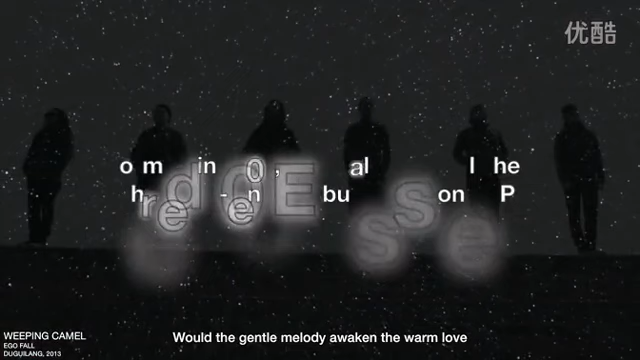 优酷
o m in 0, al l he
h r e d - e n E bu s s on e P
WEEPING CAMEL
EGO FALL
DUGUILANG, 2013
Would the gentle melody awaken the warm love